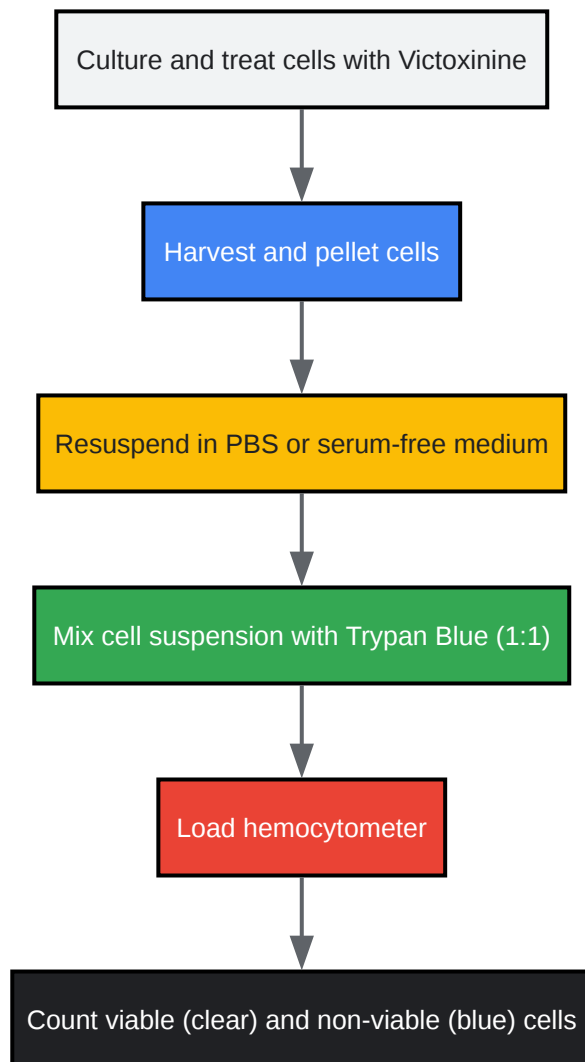 Culture and treat cells with Victoxinine
Harvest and pellet cells
Resuspend in PBS or serum-free medium
Mix cell suspension with Trypan Blue (1:1)
Load hemocytometer
Count viable (clear) and non-viable (blue) cells